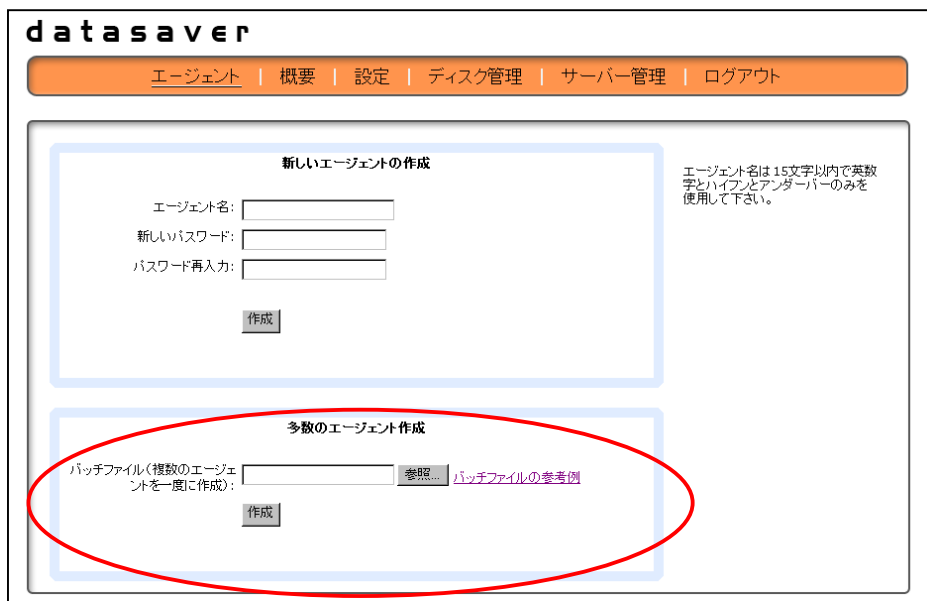 datasaver
エージェント | 概要 | 設定 | ディスク管理 | サーバー管理 | ログアウト
新しいエージェントの作成
エージェント名:
新しいパスワード:
パスワード再入力:
作成
エージェント名は15文字以内で英数
字とハイフンとアンダーバーのみを
使用して下さい。
多数のエージェント作成
バッチファイル(複数のエージェ
ントを一度に作成):
参照... バッチファイルの参考例
作成